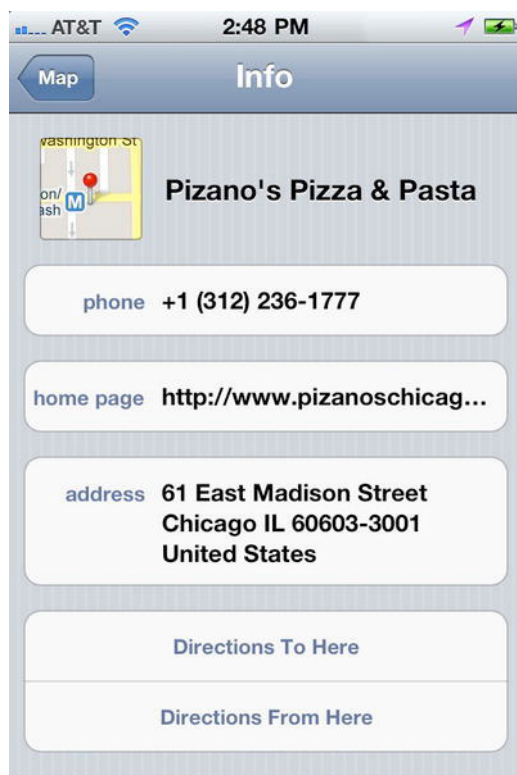 AT&T 2:48 PM
Map Info
Washington St
on/
ash M
Pizano's Pizza & Pasta
phone +1 (312) 236-1777
home page http://www.pizanoschicag...
address 61 East Madison Street
Chicago IL 60603-3001
United States
Directions To Here
Directions From Here